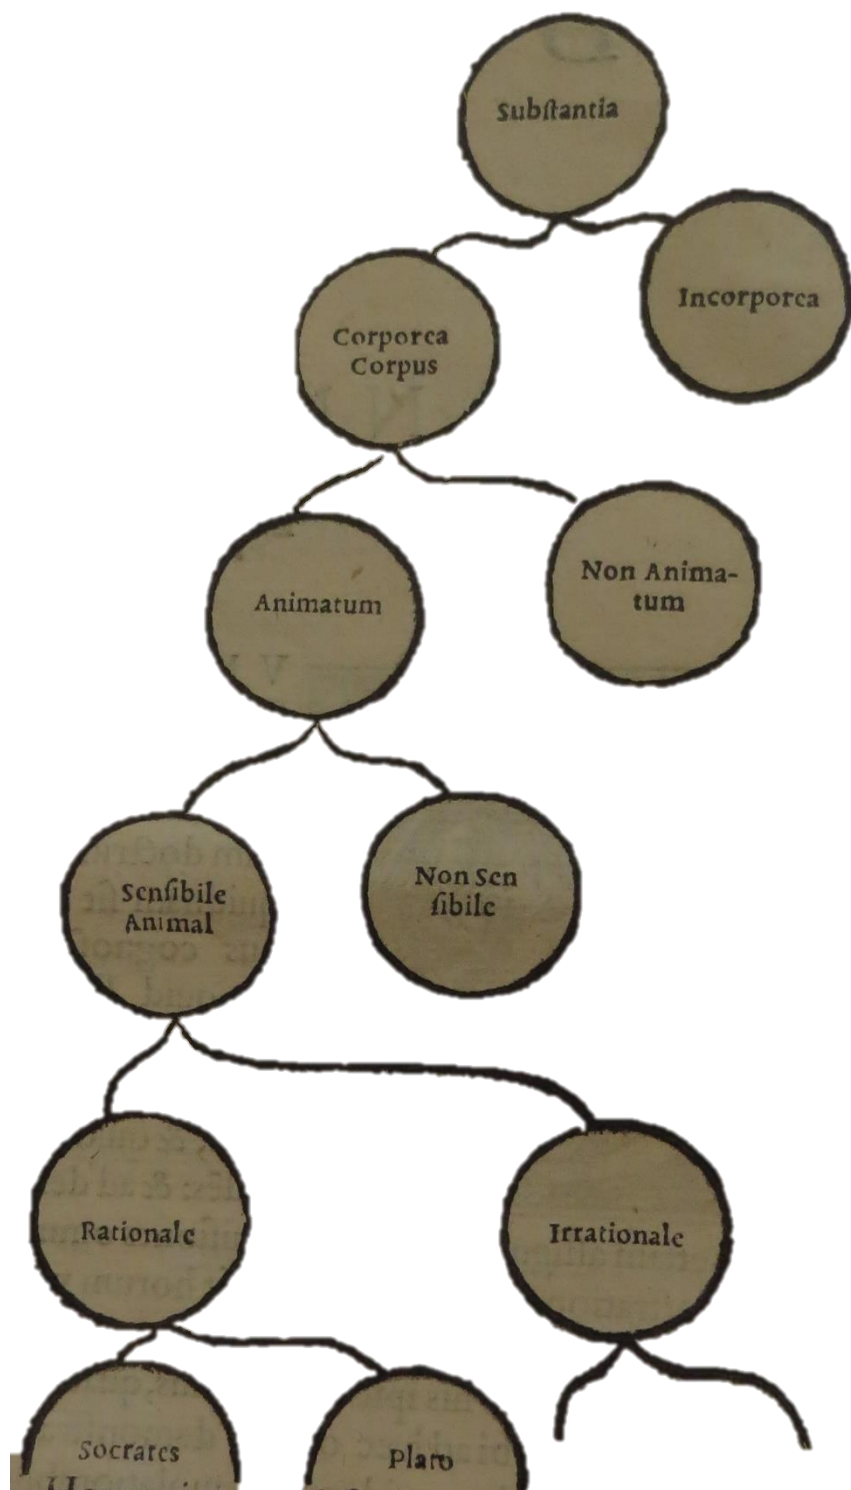 Subſtantia
Incorporea
Corporea
Corpus
Non Anima-
tum
Animatum
Senſibile
Animal
Non Sen
ſibile
Rationale
Irrationale
Socrates
Plato